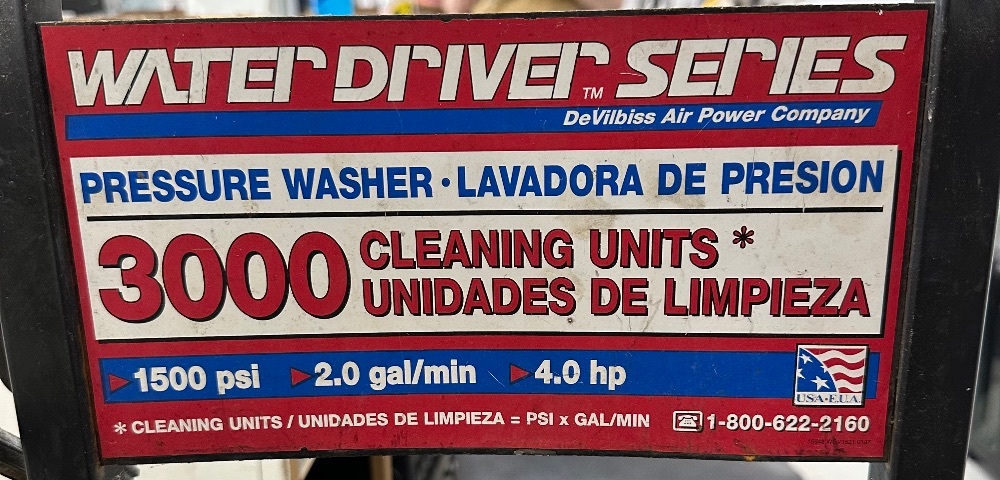 WATER DRIVER SERIES
TM
DeVilbiss Air Power Company
PRESSURE WASHER · LAVADORA DE PRESION
3000 CLEANING UNITS *
UNIDADES DE LIMPIEZA
1500 psi 2.0 gal/min 4.0 hp
USA·E.U.A.
* CLEANING UNITS / UNIDADES DE LIMPIEZA = PSI x GAL/MIN 1-800-622-2160